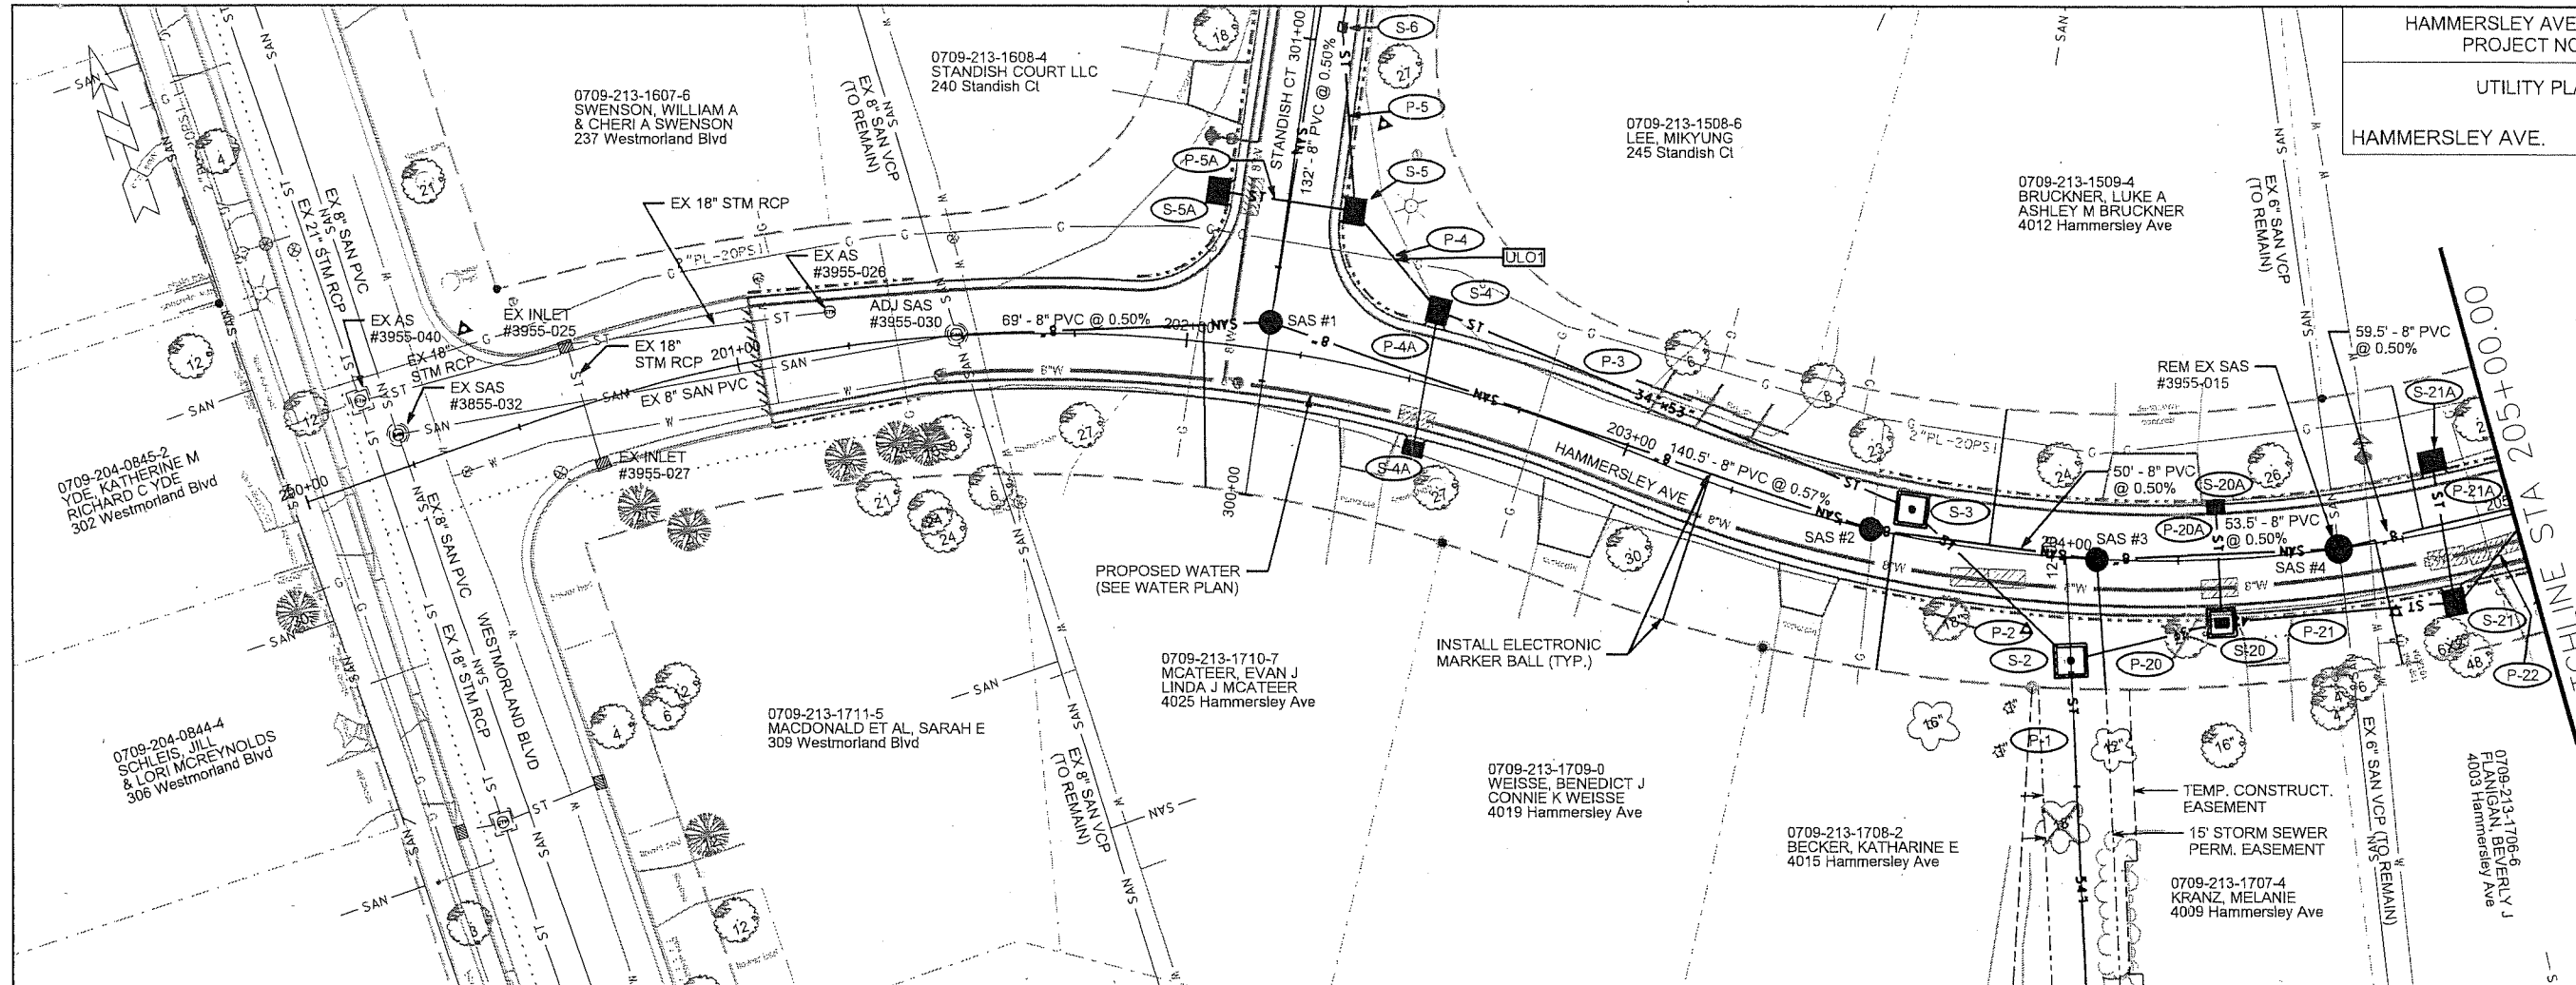 HAMMERSLEY AVE
PROJECT NO
UTILITY PLA
HAMMERSLEY AVE.
0709-213-1607-6
SWENSON, WILLIAM A
& CHERI A SWENSON
237 Westmorland Blvd
0709-213-1608-4
STANDISH COURT LLC
240 Standish Ct
0709-213-1508-6
LEE, MIKYUNG
245 Standish Ct
0709-213-1509-4
BRUCKNER, LUKE A
ASHLEY M BRUCKNER
4012 Hammersley Ave
EX 8" SAN PVC
EX 21" STM RCP
EX 8" SAN VCP
(TO REMAIN)
STANDISH CT 301+00
132' - 8" PVC @ 0.50%
S-6
P-5
S-5
P-5A
S-5A
P-4
ULO1
S-4
P-4A
P-3
S-4A
EX 6" SAN VCP
(TO REMAIN)
EX 18" STM RCP
EX AS
#3955-026
ADJ SAS
#3955-030
EX INLET
#3955-025
EX AS
#3955-040
EX 18"
STM RCP
EX 18"
STM RCP
201+00
EX SAS
#3855-032
EX 8" SAN PVC
EX INLET
#3955-027
200+00
69' - 8" PVC @ 0.50%
202+00
SAS #1
2"PL-20PSI
300+00
34"x53"
203+00
140.5' - 8" PVC @ 0.57%
HAMMERSLEY AVE
2"PL-20PSI
SAS #2
S-3
50' - 8" PVC
@ 0.50%
204+00
SAS #3
S-20A
P-20A
53.5' - 8" PVC
@ 0.50%
SAS #4
REM EX SAS
#3955-015
59.5' - 8" PVC
@ 0.50%
S-21A
P-21A
205+00.00
S-21
P-22
P-21
S-20
P-20
P-2
S-2
P-1
PROPOSED WATER
(SEE WATER PLAN)
INSTALL ELECTRONIC
MARKER BALL (TYP.)
0709-204-0845-2
YDE, KATHERINE M
RICHARD C YDE
302 Westmorland Blvd
0709-204-0844-4
SCHLEIS, JILL
& LORI MCREYNOLDS
306 Westmorland Blvd
EX 8" SAN PVC
EX 18" STM RCP
WESTMORLAND BLVD
0709-213-1711-5
MACDONALD ET AL, SARAH E
309 Westmorland Blvd
EX 8" SAN VCP
(TO REMAIN)
0709-213-1710-7
MCATEER, EVAN J
LINDA J MCATEER
4025 Hammersley Ave
0709-213-1709-0
WEISSE, BENEDICT J
CONNIE K WEISSE
4019 Hammersley Ave
0709-213-1708-2
BECKER, KATHARINE E
4015 Hammersley Ave
TEMP. CONSTRUCT.
EASEMENT
15' STORM SEWER
PERM. EASEMENT
0709-213-1707-4
KRANZ, MELANIE
4009 Hammersley Ave
EX 6" SAN VCP (TO REMAIN)
0709-213-1706-6
FLANIGAN, BEVERLY J
4003 Hammersley Ave